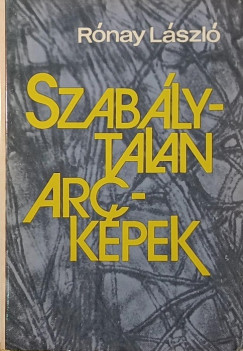 Rónay László
SZABÁLY-
TALAN
ARC-
KÉPEK